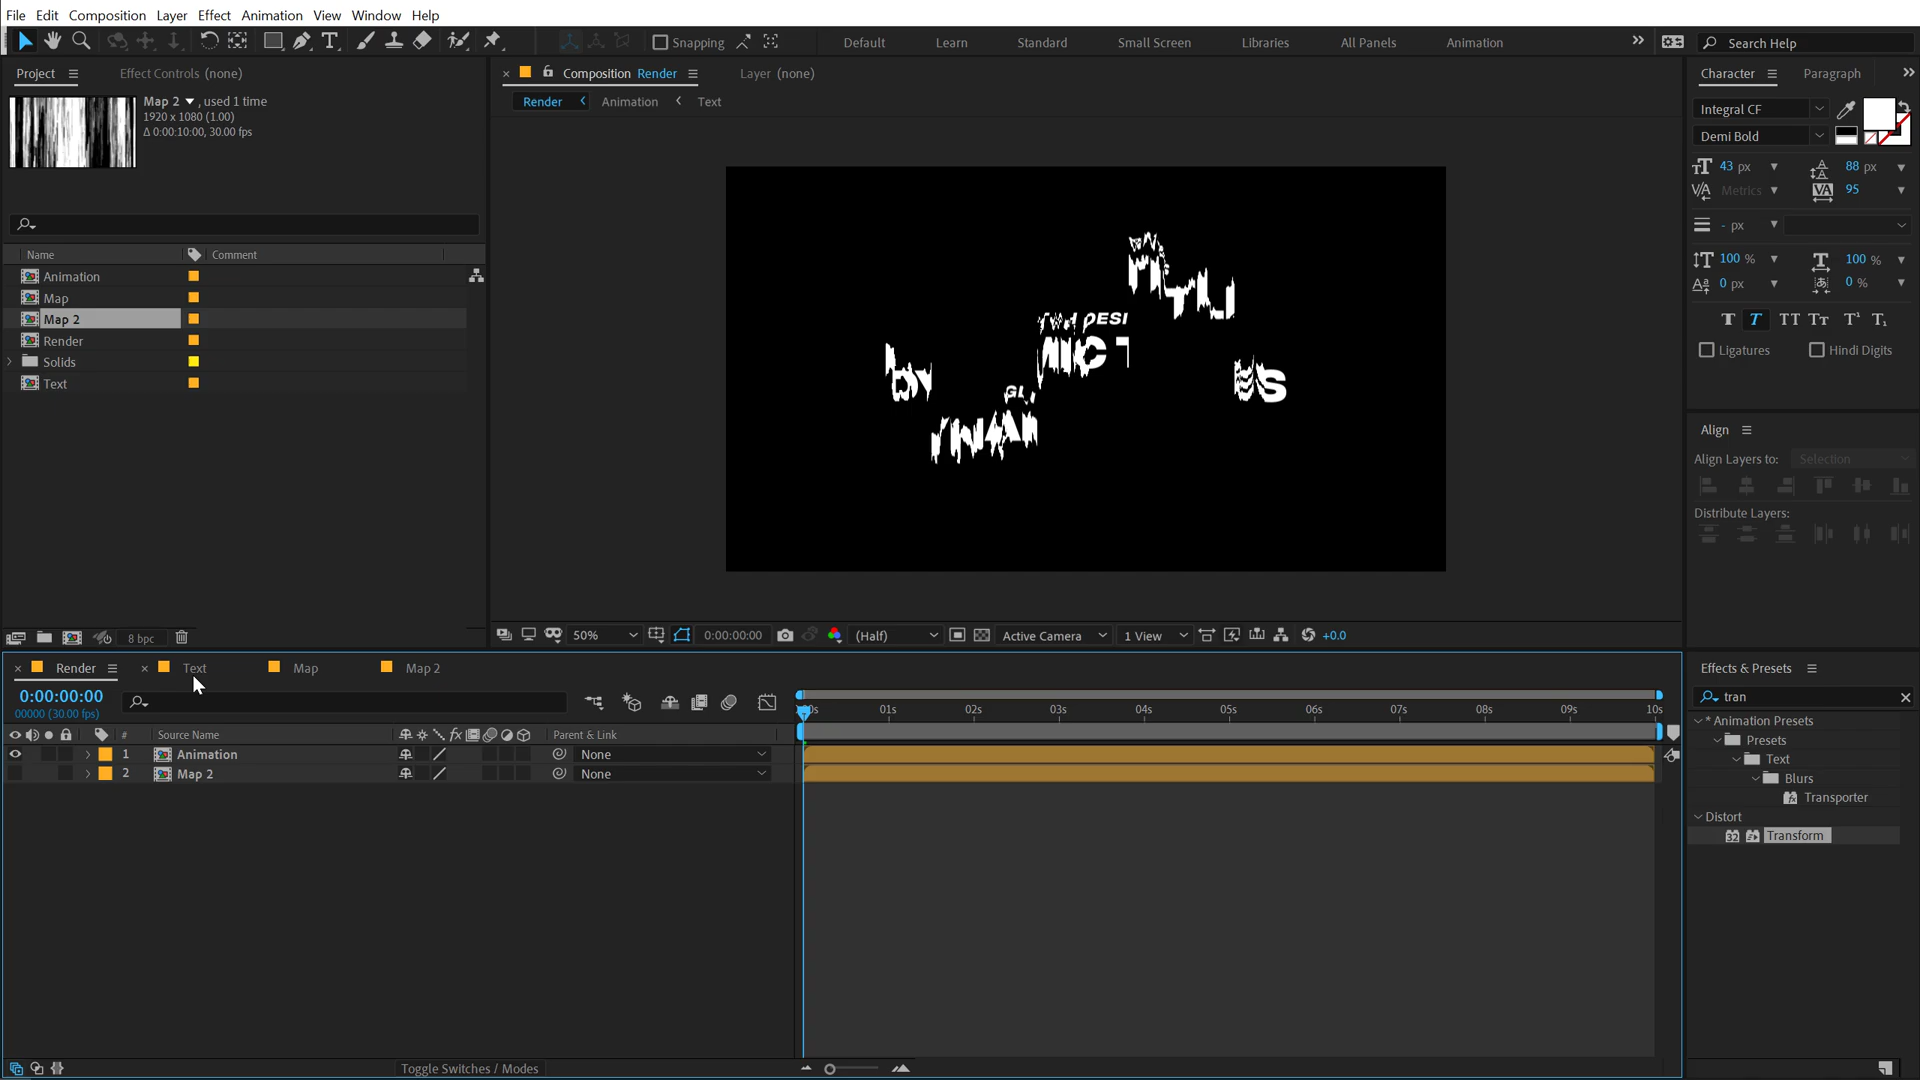 File Edit Composition Layer Effect Animation View Window Help
Snapping
Default Learn Standard Small Screen Libraries All Panels Animation
Search Help
Project
Effect Controls (none)
Composition Render
Layer (none)
Character
Paragraph
Map 2 , used 1 time
1920 x 1080 (1.00)
Δ 0:00:10:00, 30.00 fps
Render Animation Text
Integral CF
Demi Bold
43 px
88 px
Metrics
95
- px
100 %
100 %
0 px
0 %
Ligatures
Hindi Digits
Name
Comment
Animation
Map
Map 2
Render
Solids
Text
DESI
Align
Align Layers to:
Selection
Distribute Layers:
8 bpc
50%
0:00:00:00
(Half)
Active Camera
1 View
+0.0
Render
Text
Map
Map 2
0:00:00:00
00000 (30.00 fps)
01s 02s 03s 04s 05s 06s 07s 08s 09s 10s
# Source Name
Parent & Link
1 Animation
None
2 Map 2
None
Toggle Switches / Modes
Effects & Presets
tran
* Animation Presets
Presets
Text
Blurs
Transporter
Distort
32
Transform